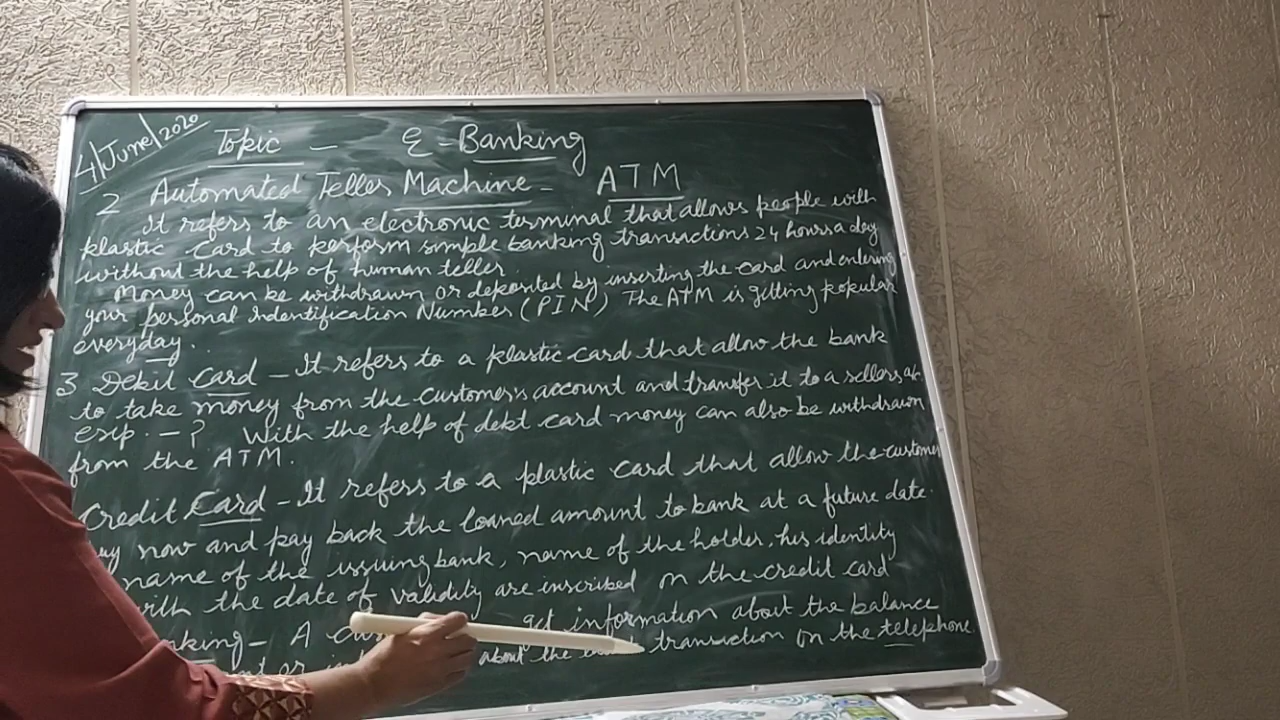 4/June/2020
Topic - E-Banking
2 Automated Teller Machine - ATM
It refers to an electronic terminal that allows people with
plastic card to perform simple banking transactions 24 hours a day
without the help of human teller.
Money can be withdrawn or deposited by inserting the card and entering
your personal Indentification Number (PIN) The ATM is getting popular
everyday.
3 Debit Card - It refers to a plastic card that allow the bank
to take money from the customer's account and transfer it to a sellers a/c
With the help of debt card money can also be withdrawn
from the ATM.
Credit Card - It refers to a plastic card that allow the customer
now and pay back the loaned amount to bank at a future date.
name of the issuing bank, name of the holder, his identity
with the date of validity are inscribed on the credit card
A get information about the balance
about the transaction on the telephone